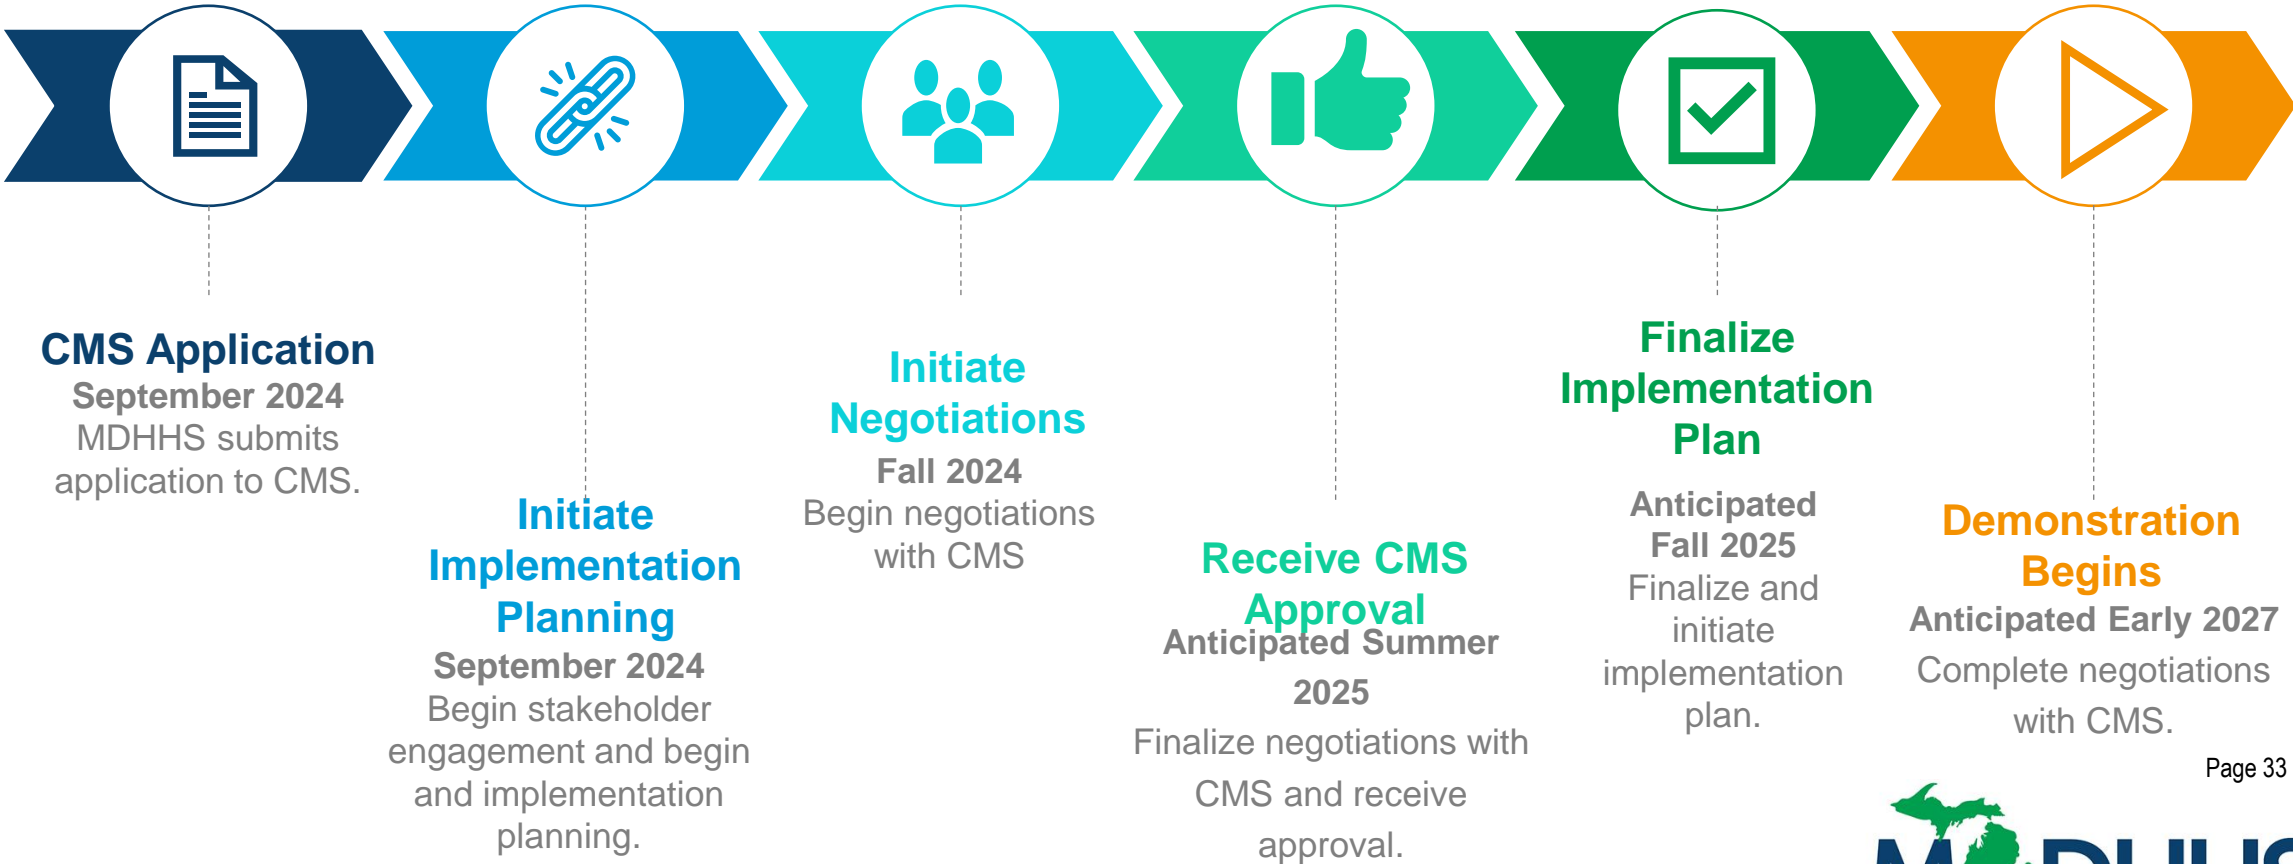 CMS Application
September 2024
MDHHS submits
application to CMS.
Initiate
Implementation
Planning
September 2024
Begin stakeholder
engagement and begin
and implementation
planning.
Initiate
Negotiations
Fall 2024
Begin negotiations
with CMS
Receive CMS
Approval
Anticipated Summer
2025
Finalize negotiations with
CMS and receive
approval.
Finalize
Implementation
Plan
Anticipated
Fall 2025
Finalize and
initiate
implementation
plan.
Demonstration
Begins
Anticipated Early 2027
Complete negotiations
with CMS.
Page 33